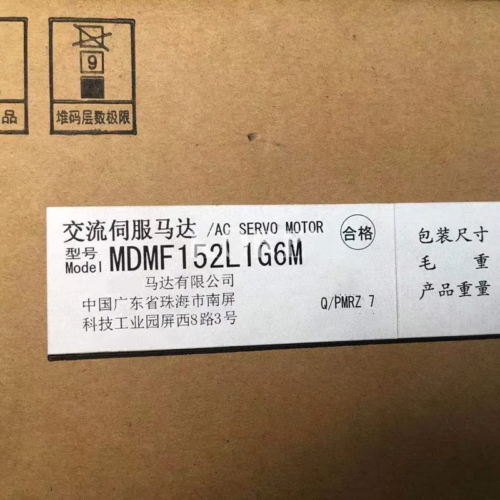 9
品
堆码层数极限
交流伺服马达 /AC SERVO MOTOR
合格
型号
Model MDMF152L1G6M
马达有限公司
中国广东省珠海市南屏
科技工业园屏西8路3号
Q/PMRZ 7
包装尺寸
毛 重
产品重量